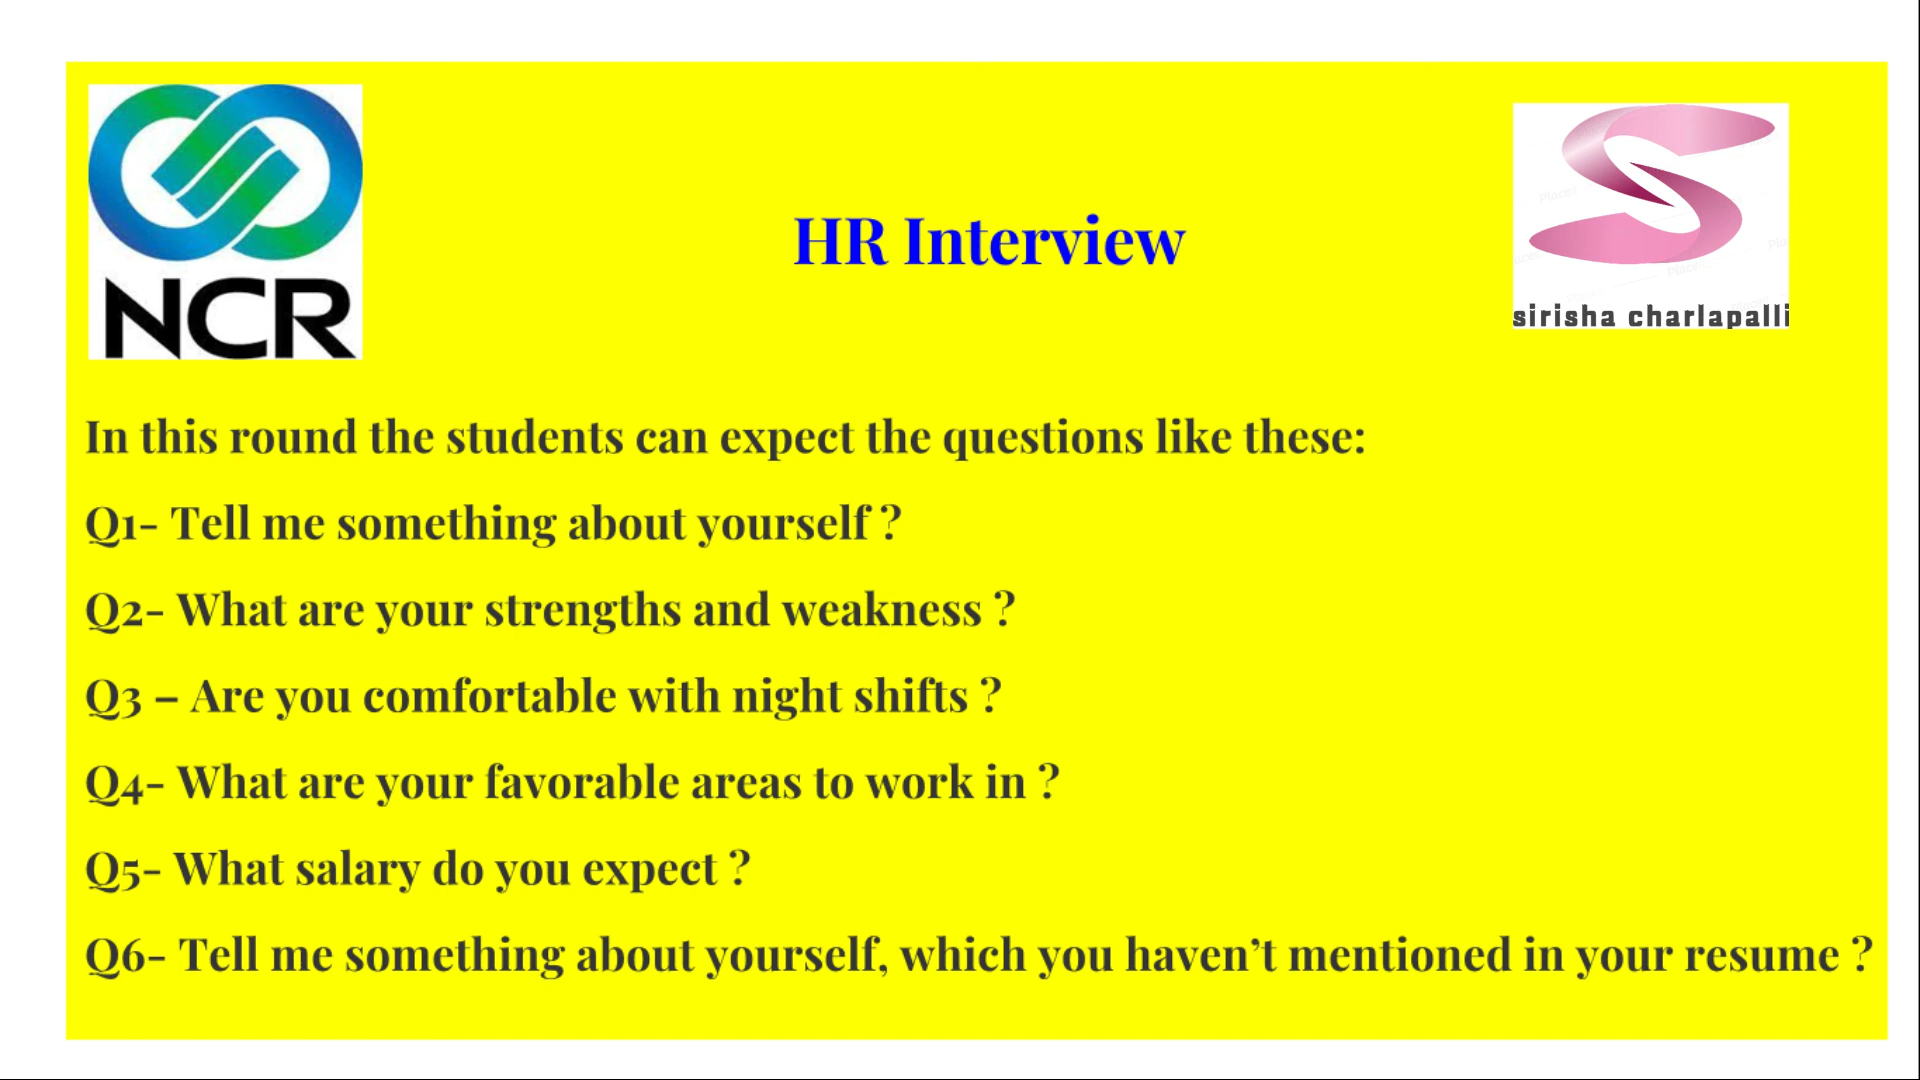 NCR
HR Interview
sirisha charlapalli
In this round the students can expect the questions like these:
Q1- Tell me something about yourself ?
Q2- What are your strengths and weakness ?
Q3 – Are you comfortable with night shifts ?
Q4- What are your favorable areas to work in ?
Q5- What salary do you expect ?
Q6- Tell me something about yourself, which you haven’t mentioned in your resume ?